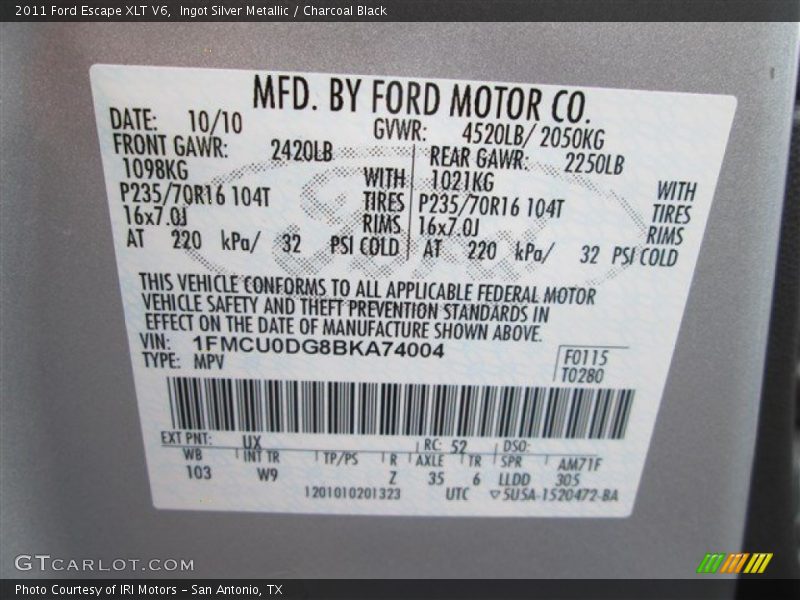 2011 Ford Escape XLT V6,  Ingot Silver Metallic / Charcoal Black
MFD. BY FORD MOTOR CO.
DATE: 10/10 GVWR: 4520LB/ 2050KG
FRONT GAWR: 2420LB REAR GAWR: 2250LB
1098KG WITH 1021KG WITH
P235/70R16 104T TIRES P235/70R16 104T TIRES
16x7.0J RIMS 16x7.0J RIMS
AT 220 kPa/ 32 PSI COLD AT 220 kPa/ 32 PSI COLD
THIS VEHICLE CONFORMS TO ALL APPLICABLE FEDERAL MOTOR
VEHICLE SAFETY AND THEFT PREVENTION STANDARDS IN
EFFECT ON THE DATE OF MANUFACTURE SHOWN ABOVE.
VIN: 1FMCU0DG8BKA74004
TYPE: MPV
F0115
T0280
EXT PNT: UX RC: 52 DSO:
WB INT TR TP/PS R AXLE TR SPR AM71F
103 W9 Z 35 6 LLDD 305
1201010201323 UTC ▽5U5A-1520472-BA
GTCARLOT.COM
Photo Courtesy of IRI Motors – San Antonio, TX